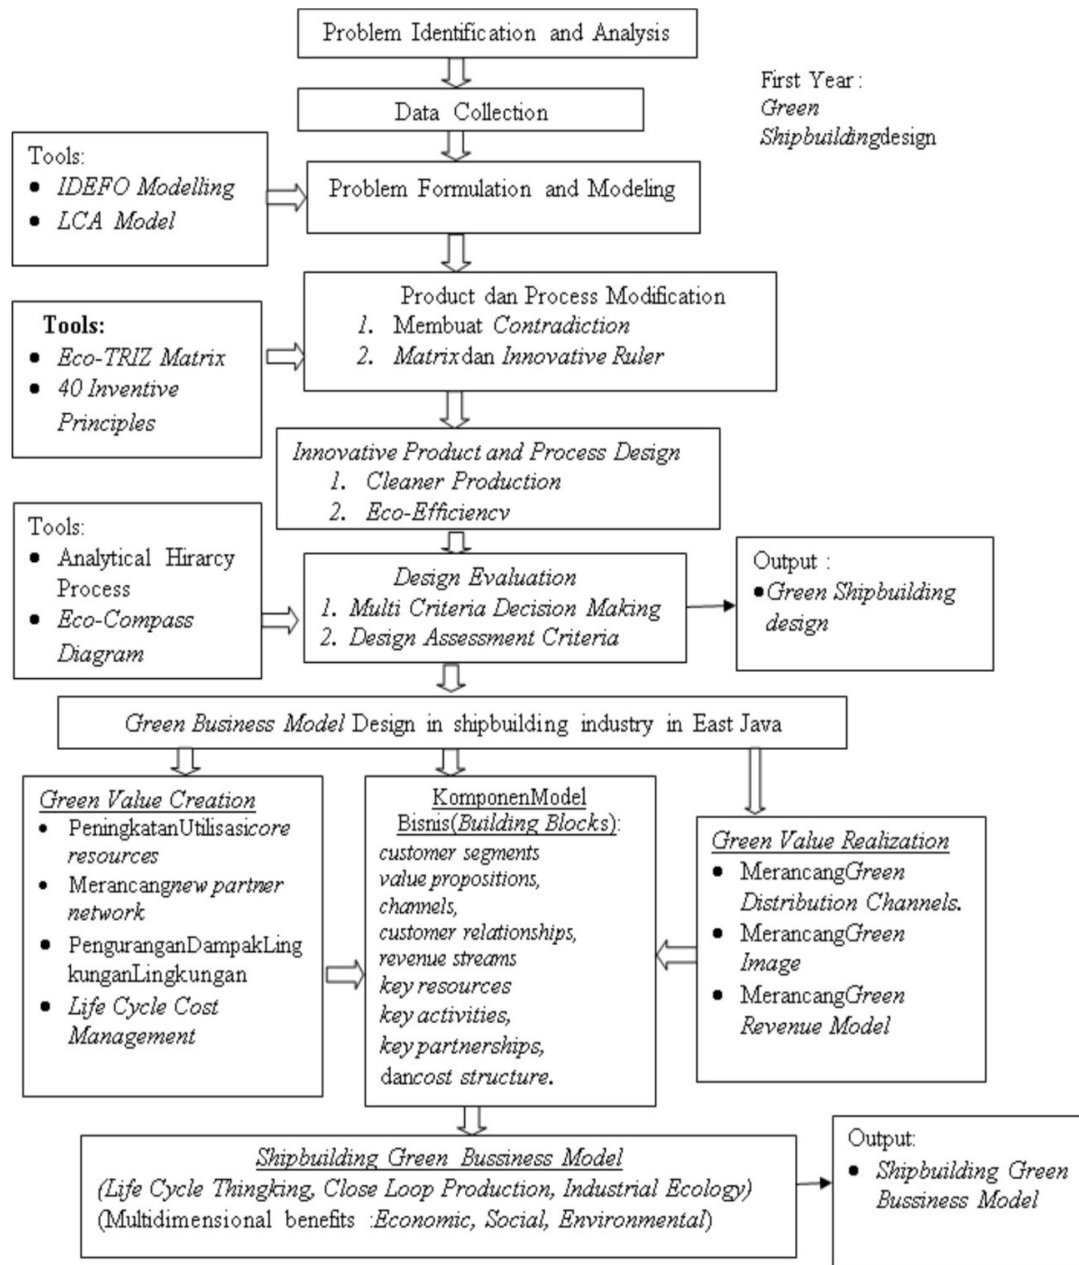 Problem Identification and Analysis
First Year :
Green
Shipbuildingdesign
Data Collection
Tools:
● IDEFO Modelling
● LCA Model
Problem Formulation and Modeling
Product dan Process Modification
1. Membuat Contradiction
2. Matrixdan Innovative Ruler
Tools:
● Eco-TRIZ Matrix
● 40 Inventive
Principles
Innovative Product and Process Design
1. Cleaner Production
2. Eco-Efficiencv
Tools:
● Analytical Hirarcy
Process
● Eco-Compass
Diagram
Design Evaluation
1. Multi Criteria Decision Making
2. Design Assessment Criteria
Output :
●Green Shipbuilding
design
Green Business Model Design in shipbuilding industry in East Java
Green Value Creation
● PeningkatanUtilisasicore
resources
● Merancangnew partner
network
● PenguranganDampakLing
kunganLingkungan
● Life Cycle Cost
Management
KomponenModel
Bisnis(Building Blocks):
customer segments
value propositions,
channels,
customer relationships,
revenue streams
key resources
key activities,
key partnerships,
dancost structure.
Green Value Realization
● MerancangGreen
Distribution Channels.
● MerancangGreen
Image
● MerancangGreen
Revenue Model
Shipbuilding Green Bussiness Model
(Life Cycle Thingking, Close Loop Production, Industrial Ecology)
(Multidimensional benefits :Economic, Social, Environmental)
Output:
● Shipbuilding Green
Bussiness Model